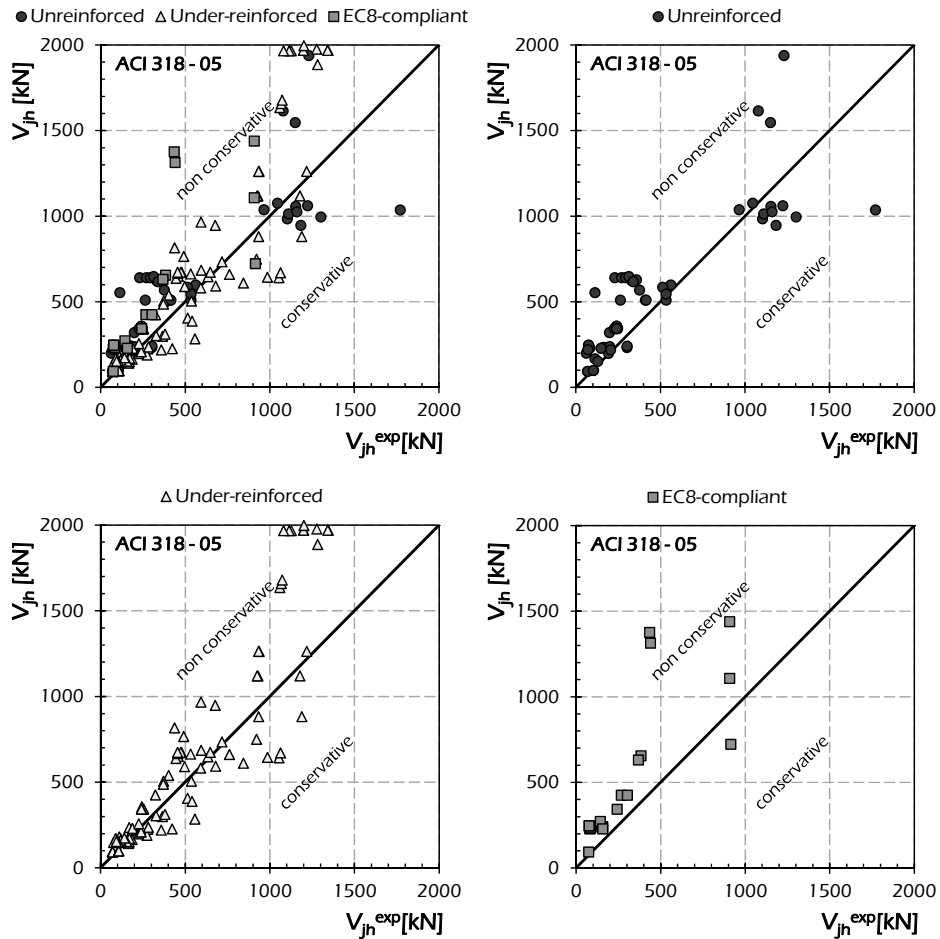 Unreinforced Under-reinforced EC8-compliant
2000
1500
1000
500
0
V_jh [kN]
ACI 318 - 05
non conservative
conservative
0 500 1000 1500 2000
V_jh^exp[kN]
Unreinforced
2000
1500
1000
500
0
V_jh [kN]
ACI 318 - 05
non conservative
conservative
0 500 1000 1500 2000
V_jh^exp[kN]
Under-reinforced
2000
1500
1000
500
0
V_jh [kN]
ACI 318 - 05
non conservative
conservative
0 500 1000 1500 2000
V_jh^exp[kN]
EC8-compliant
2000
1500
1000
500
0
V_jh [kN]
ACI 318 - 05
non conservative
conservative
0 500 1000 1500 2000
V_jh^exp[kN]